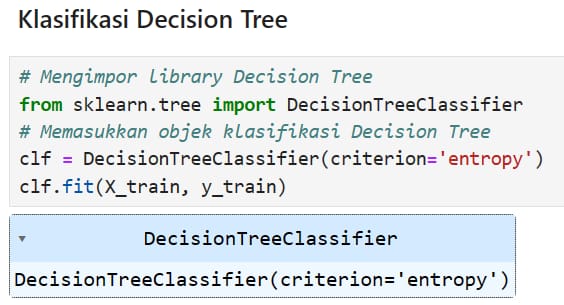 Klasifikasi Decision Tree
# Mengimpor library Decision Tree
from sklearn.tree import DecisionTreeClassifier
# Memasukkan objek klasifikasi Decision Tree
clf = DecisionTreeClassifier(criterion='entropy')
clf.fit(X_train, y_train)
DecisionTreeClassifier
DecisionTreeClassifier(criterion='entropy')